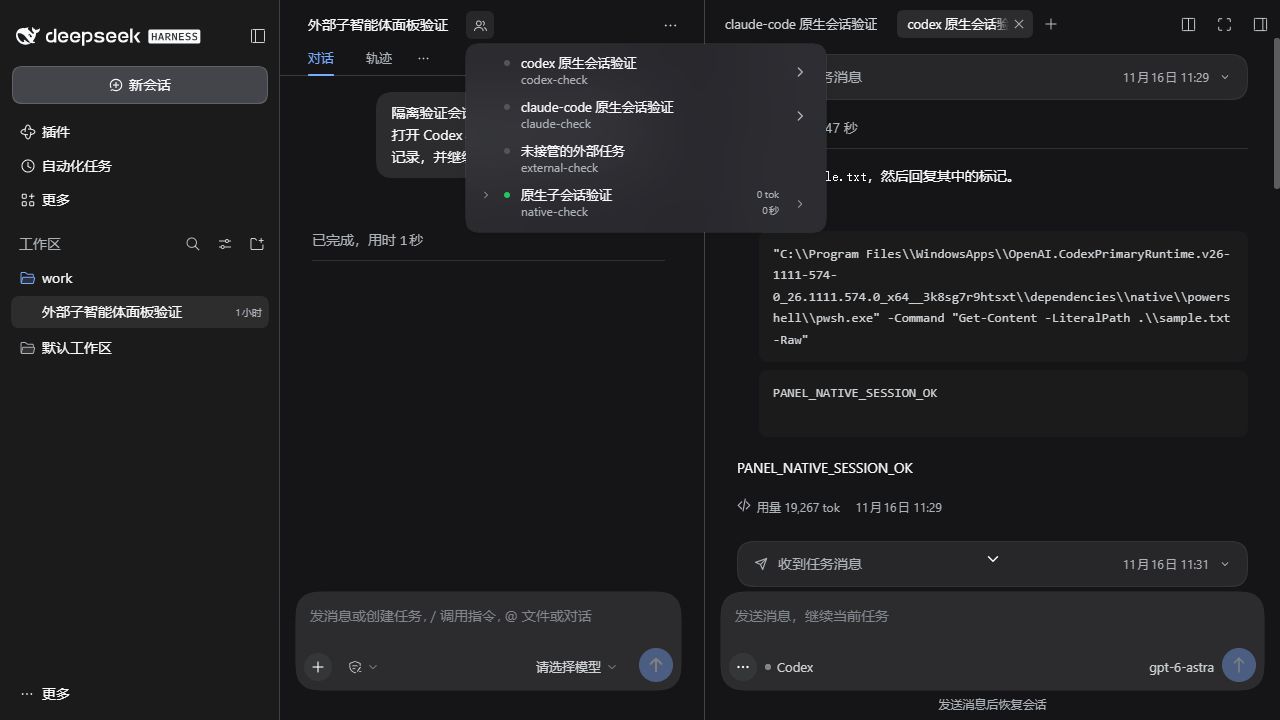 deepseek HARNESS
新会话
插件
自动化任务
更多
工作区
work
外部子智能体面板验证
1小时
默认工作区
更多
外部子智能体面板验证
对话
轨迹
隔离验证会
打开 Codex
记录，并继
已完成，用时 1秒
发消息或创建任务, / 调用指令, @ 文件或对话
请选择模型
codex 原生会话验证
codex-check
claude-code 原生会话验证
claude-check
未接管的外部任务
external-check
原生子会话验证
native-check
0 tok
0秒
claude-code 原生会话验证
codex 原生会话验
务消息
11月16日 11:29
47 秒
le.txt，然后回复其中的标记。
"C:\\Program Files\\WindowsApps\\OpenAI.CodexPrimaryRuntime.v26-
1111-574-
0_26.1111.574.0_x64__3k8sg7r9htsxt\\dependencies\\native\\powers
hell\\pwsh.exe" -Command "Get-Content -LiteralPath .\\sample.txt
-Raw"
PANEL_NATIVE_SESSION_OK
PANEL_NATIVE_SESSION_OK
用量 19,267 tok 11月16日 11:29
收到任务消息
11月16日 11:31
发送消息，继续当前任务
Codex
gpt-6-astra
发送消息后恢复会话